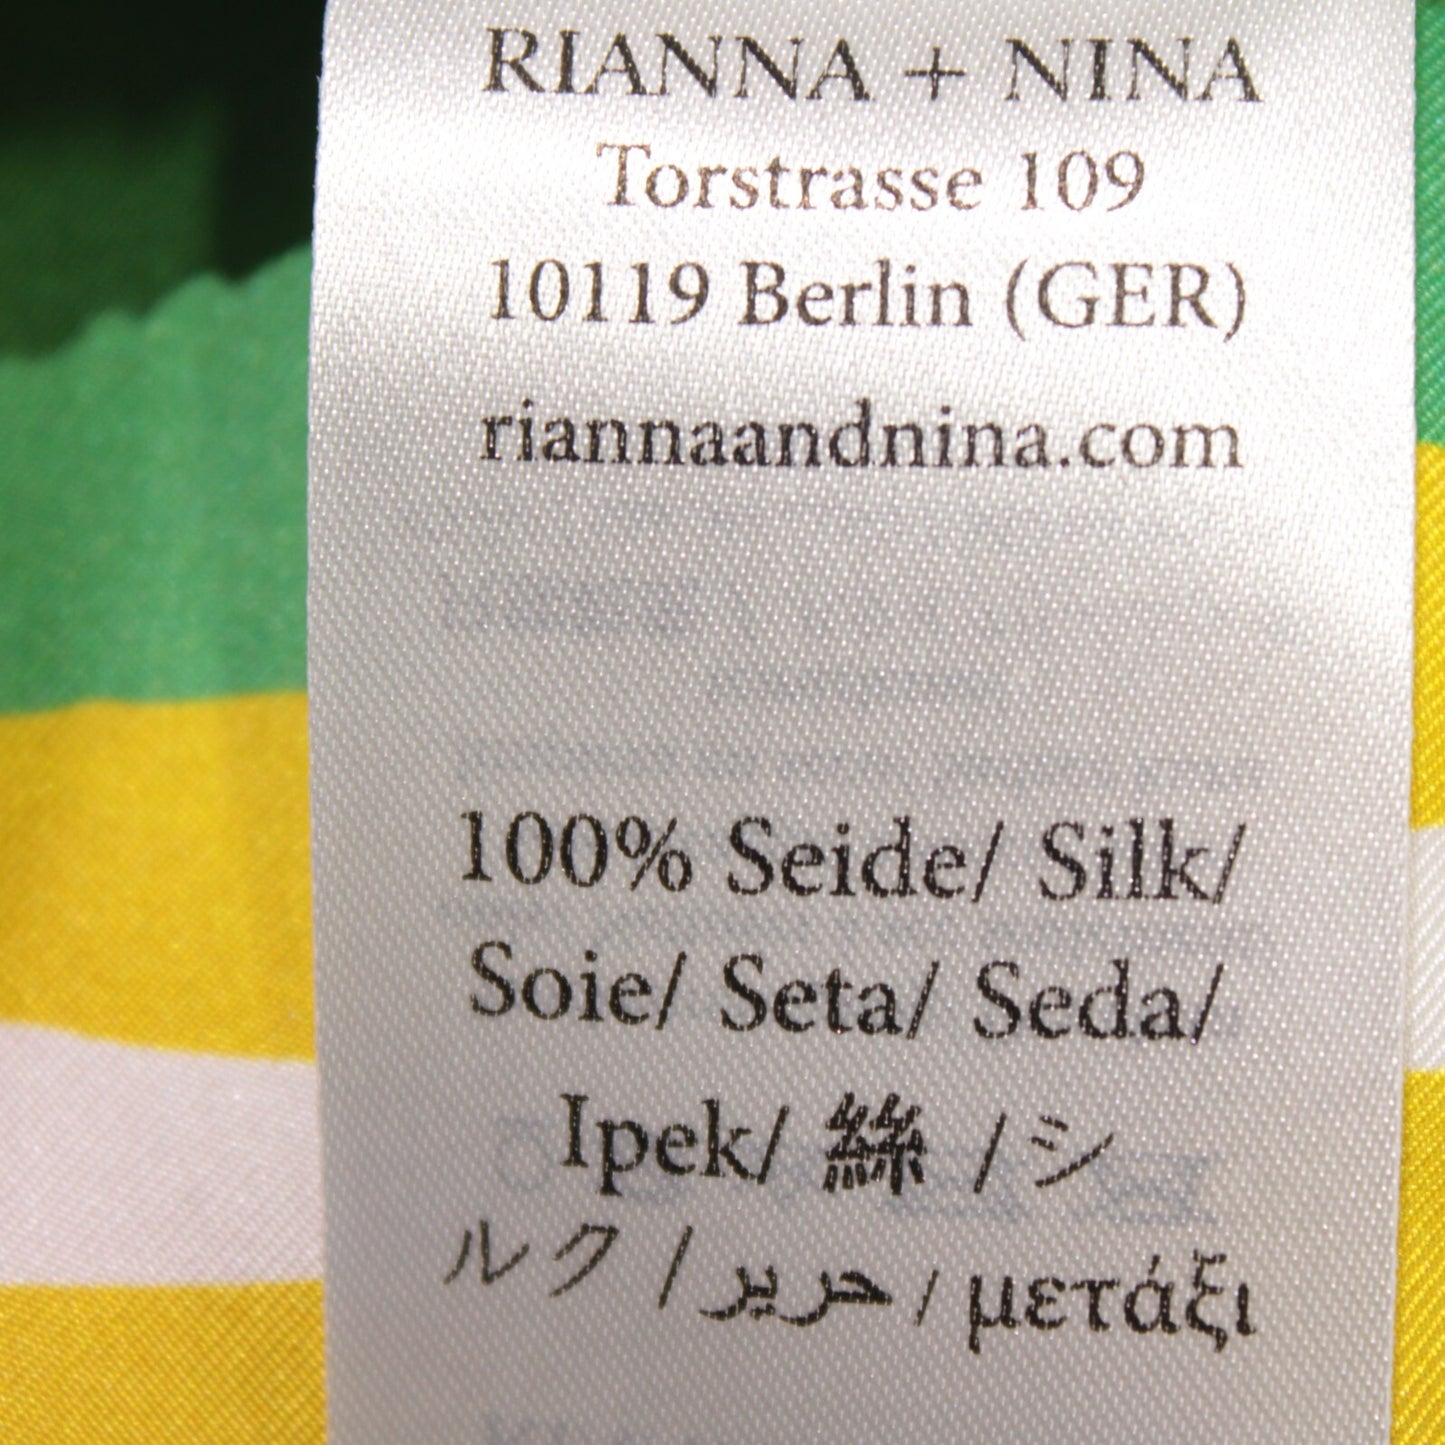 RIANNA + NINA
Torstrasse 109
10119 Berlin (GER)
riannaandnina.com
100% Seide/ Silk/
Soie/ Seta/ Seda/
Ipek/ 絲 / シ
ルク / حرير / μετάξι